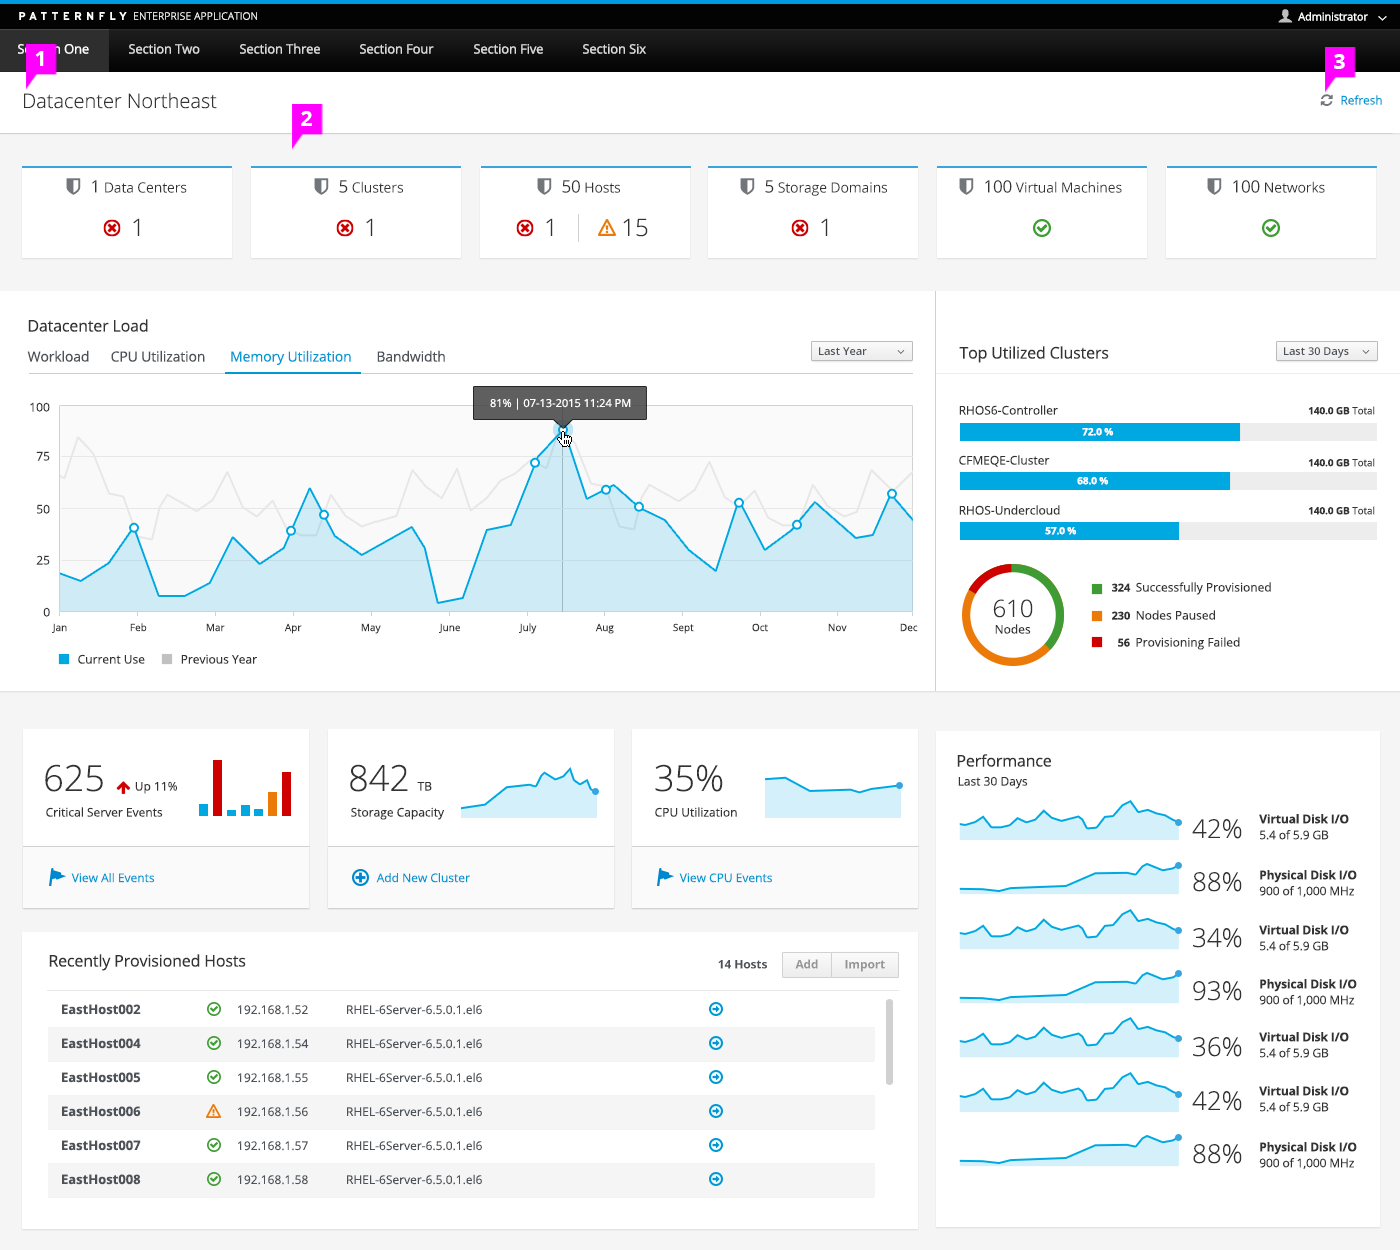 PATTERNFLY ENTERPRISE APPLICATION
Administrator
One Section Two Section Three Section Four Section Five Section Six
1
3
Datacenter Northeast
2
Refresh
1 Data Centers
1
5 Clusters
1
50 Hosts
1 15
5 Storage Domains
1
100 Virtual Machines
100 Networks
Datacenter Load
Workload CPU Utilization Memory Utilization Bandwidth
Last Year
81% | 07-13-2015 11:24 PM
100
75
50
25
0
Jan Feb Mar Apr May June July Aug Sept Oct Nov Dec
Current Use Previous Year
Top Utilized Clusters
Last 30 Days
RHOS6-Controller 140.0 GB Total
72.0 %
CFMEQE-Cluster 140.0 GB Total
68.0 %
RHOS-Undercloud 140.0 GB Total
57.0 %
610
Nodes
324 Successfully Provisioned
230 Nodes Paused
56 Provisioning Failed
625 Up 11%
Critical Server Events
View All Events
842 TB
Storage Capacity
Add New Cluster
35%
CPU Utilization
View CPU Events
Recently Provisioned Hosts
14 Hosts Add Import
EastHost002 192.168.1.52 RHEL-6Server-6.5.0.1.el6
EastHost004 192.168.1.54 RHEL-6Server-6.5.0.1.el6
EastHost005 192.168.1.55 RHEL-6Server-6.5.0.1.el6
EastHost006 192.168.1.56 RHEL-6Server-6.5.0.1.el6
EastHost007 192.168.1.57 RHEL-6Server-6.5.0.1.el6
EastHost008 192.168.1.58 RHEL-6Server-6.5.0.1.el6
Performance
Last 30 Days
42% Virtual Disk I/O
5.4 of 5.9 GB
88% Physical Disk I/O
900 of 1,000 MHz
34% Virtual Disk I/O
5.4 of 5.9 GB
93% Physical Disk I/O
900 of 1,000 MHz
36% Virtual Disk I/O
5.4 of 5.9 GB
42% Virtual Disk I/O
5.4 of 5.9 GB
88% Physical Disk I/O
900 of 1,000 MHz